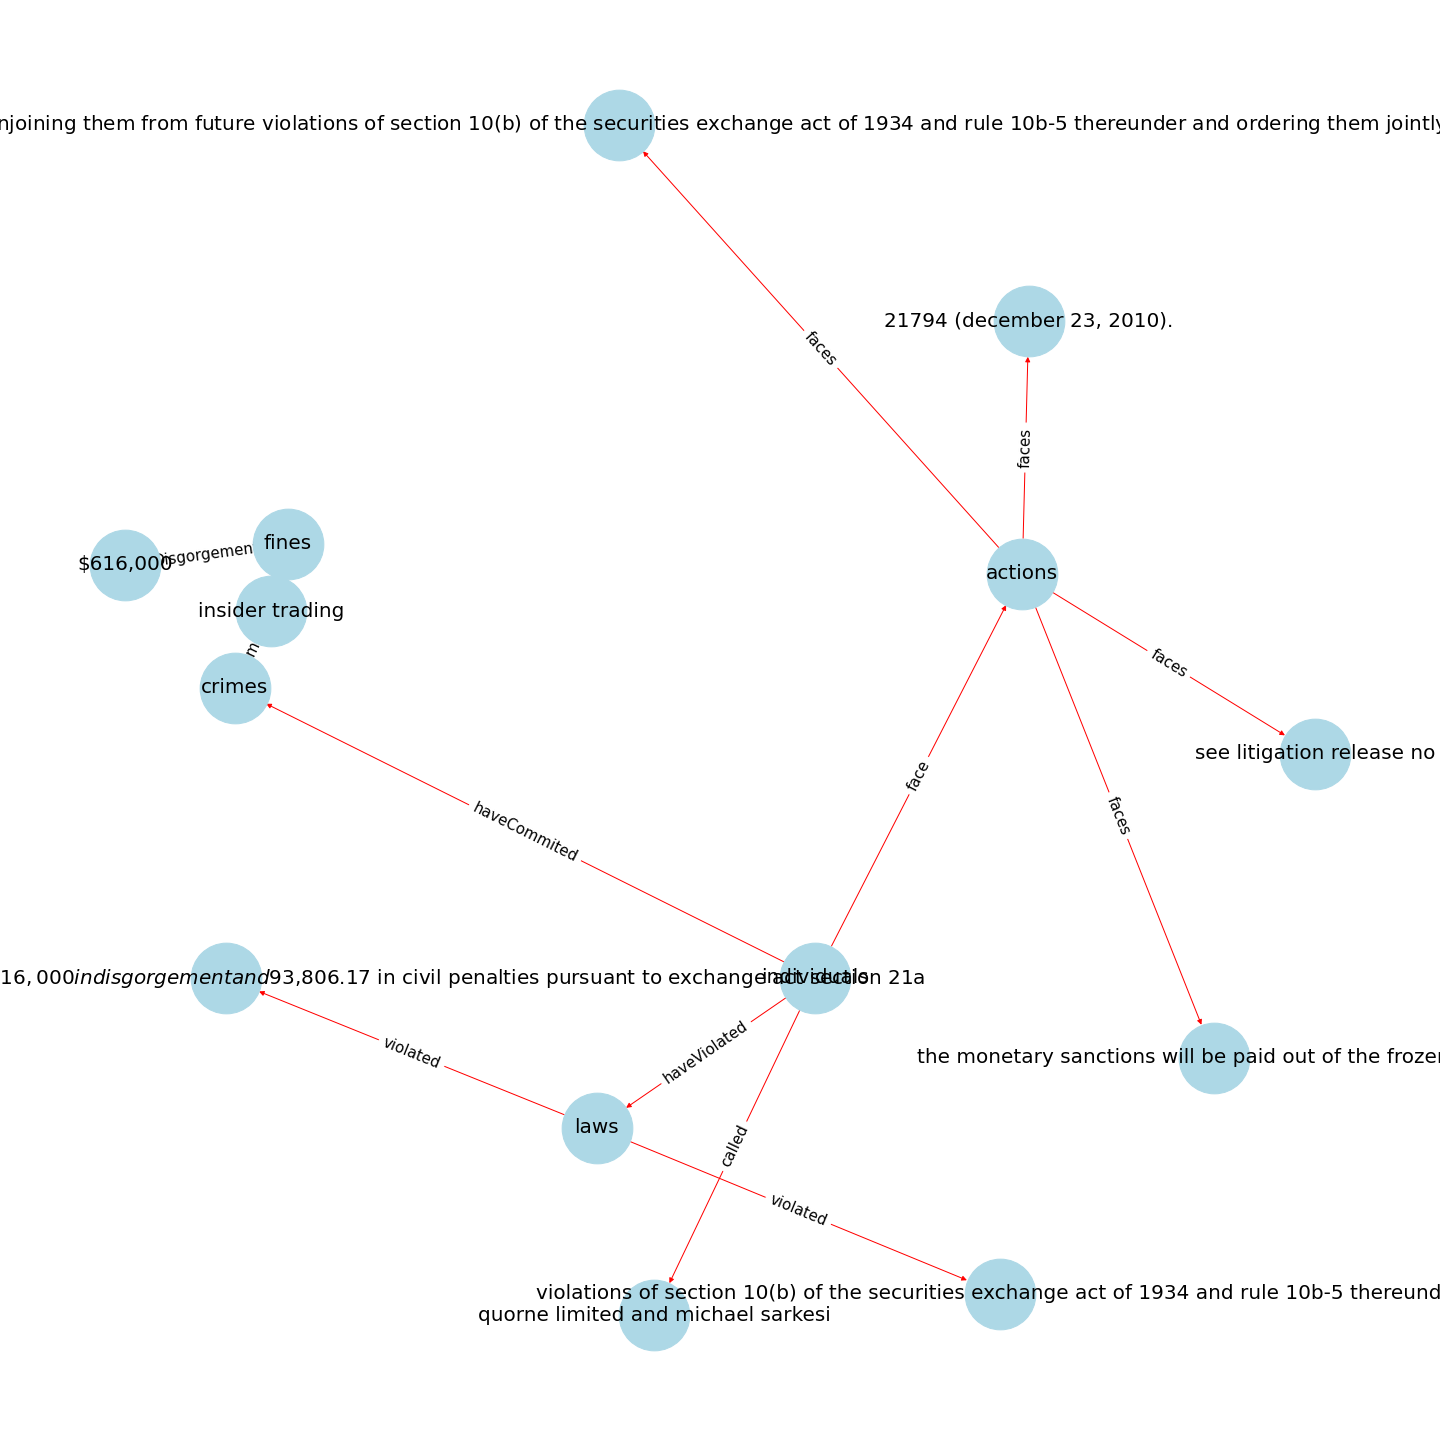 njoining them from future violations of section 10(b) of the securities exchange act of 1934 and rule 10b-5 thereunder and ordering them jointly
21794 (december 23, 2010).
faces
faces
fines
isgorgemen
$616,000
actions
insider trading
m
faces
crimes
see litigation release no
face
faces
haveCommited
16,000indisgorgementand93,806.17 in civil penalties pursuant to exchange act section 21a
individuals
haveViolated
violated
the monetary sanctions will be paid out of the frozen
laws
called
violated
violations of section 10(b) of the securities exchange act of 1934 and rule 10b-5 thereund
quorne limited and michael sarkesi